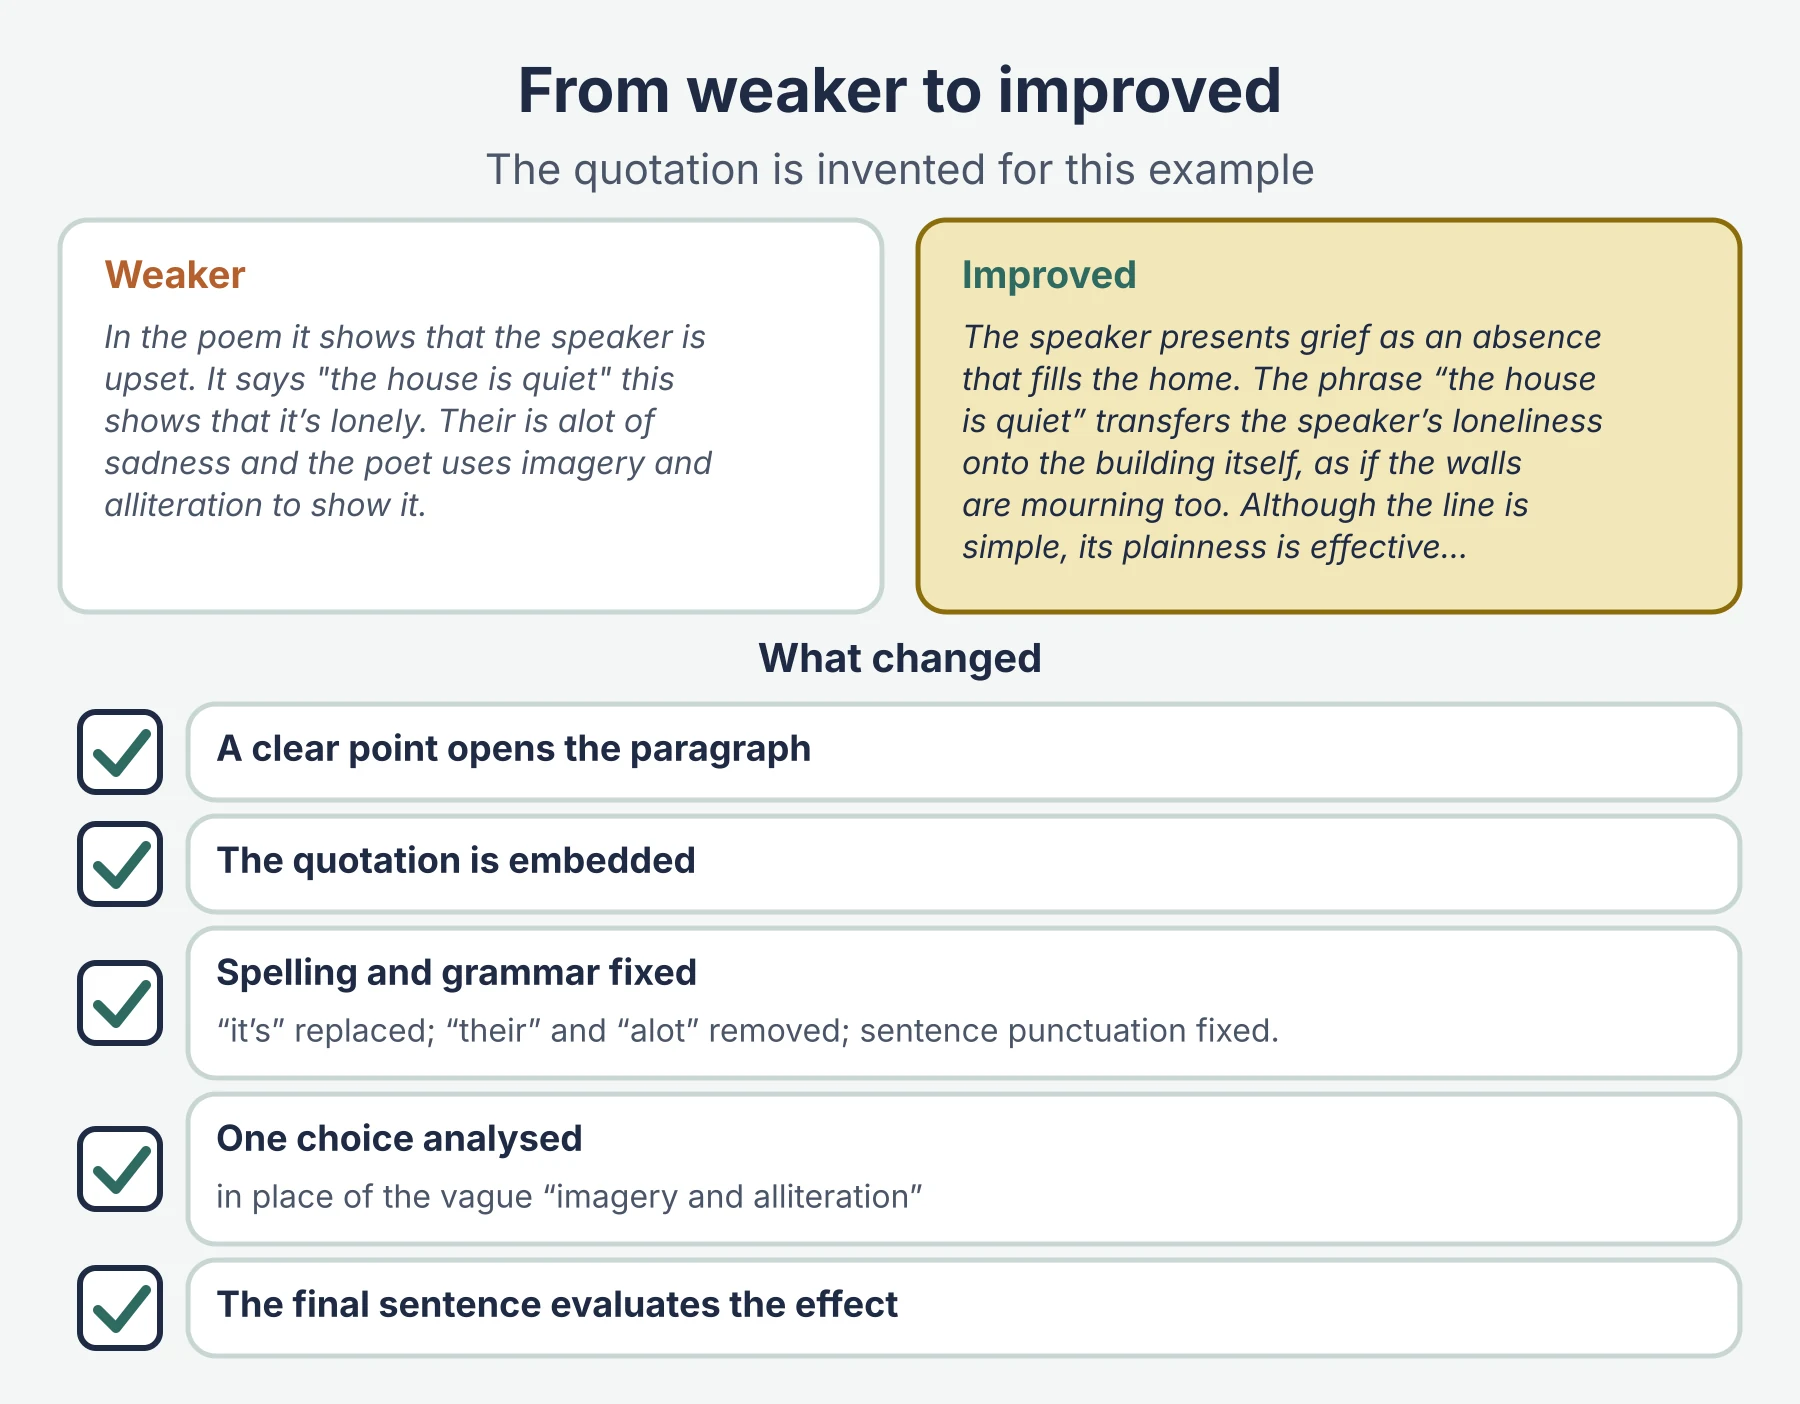 From weaker to improved
The quotation is invented for this example
Weaker
In the poem it shows that the speaker is
upset. It says "the house is quiet" this
shows that it’s lonely. Their is alot of
sadness and the poet uses imagery and
alliteration to show it.
Improved
The speaker presents grief as an absence
that fills the home. The phrase “the house
is quiet” transfers the speaker’s loneliness
onto the building itself, as if the walls
are mourning too. Although the line is
simple, its plainness is effective...
What changed
A clear point opens the paragraph
The quotation is embedded
Spelling and grammar fixed
“it’s” replaced; “their” and “alot” removed; sentence punctuation fixed.
One choice analysed
in place of the vague “imagery and alliteration”
The final sentence evaluates the effect